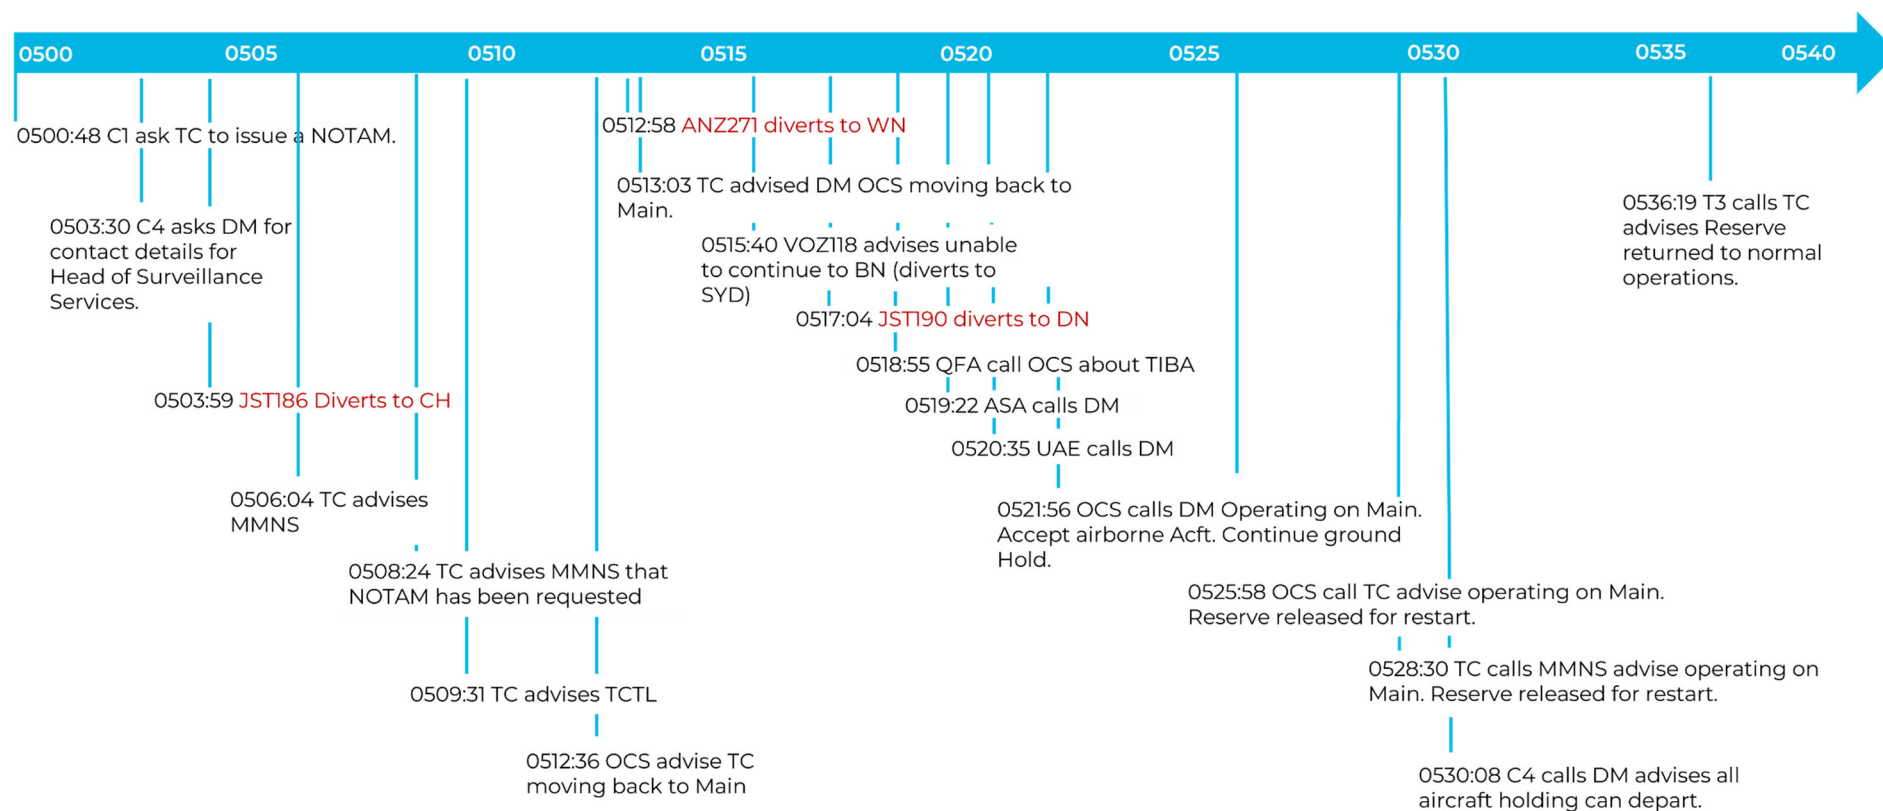 0500 0505 0510 0515 0520 0525 0530 0535 0540
0500:48 C1 ask TC to issue a NOTAM.
0503:30 C4 asks DM for
contact details for
Head of Surveillance
Services.
0503:59 JST186 Diverts to CH
0506:04 TC advises
MMNS
0508:24 TC advises MMNS that
NOTAM has been requested
0509:31 TC advises TCTL
0512:36 OCS advise TC
moving back to Main
0512:58 ANZ271 diverts to WN
0513:03 TC advised DM OCS moving back to
Main.
0515:40 VOZ118 advises unable
to continue to BN (diverts to
SYD)
0517:04 JST190 diverts to DN
0518:55 QFA call OCS about TIBA
0519:22 ASA calls DM
0520:35 UAE calls DM
0521:56 OCS calls DM Operating on Main.
Accept airborne Acft. Continue ground
Hold.
0525:58 OCS call TC advise operating on Main.
Reserve released for restart.
0528:30 TC calls MMNS advise operating on
Main. Reserve released for restart.
0530:08 C4 calls DM advises all
aircraft holding can depart.
0536:19 T3 calls TC
advises Reserve
returned to normal
operations.